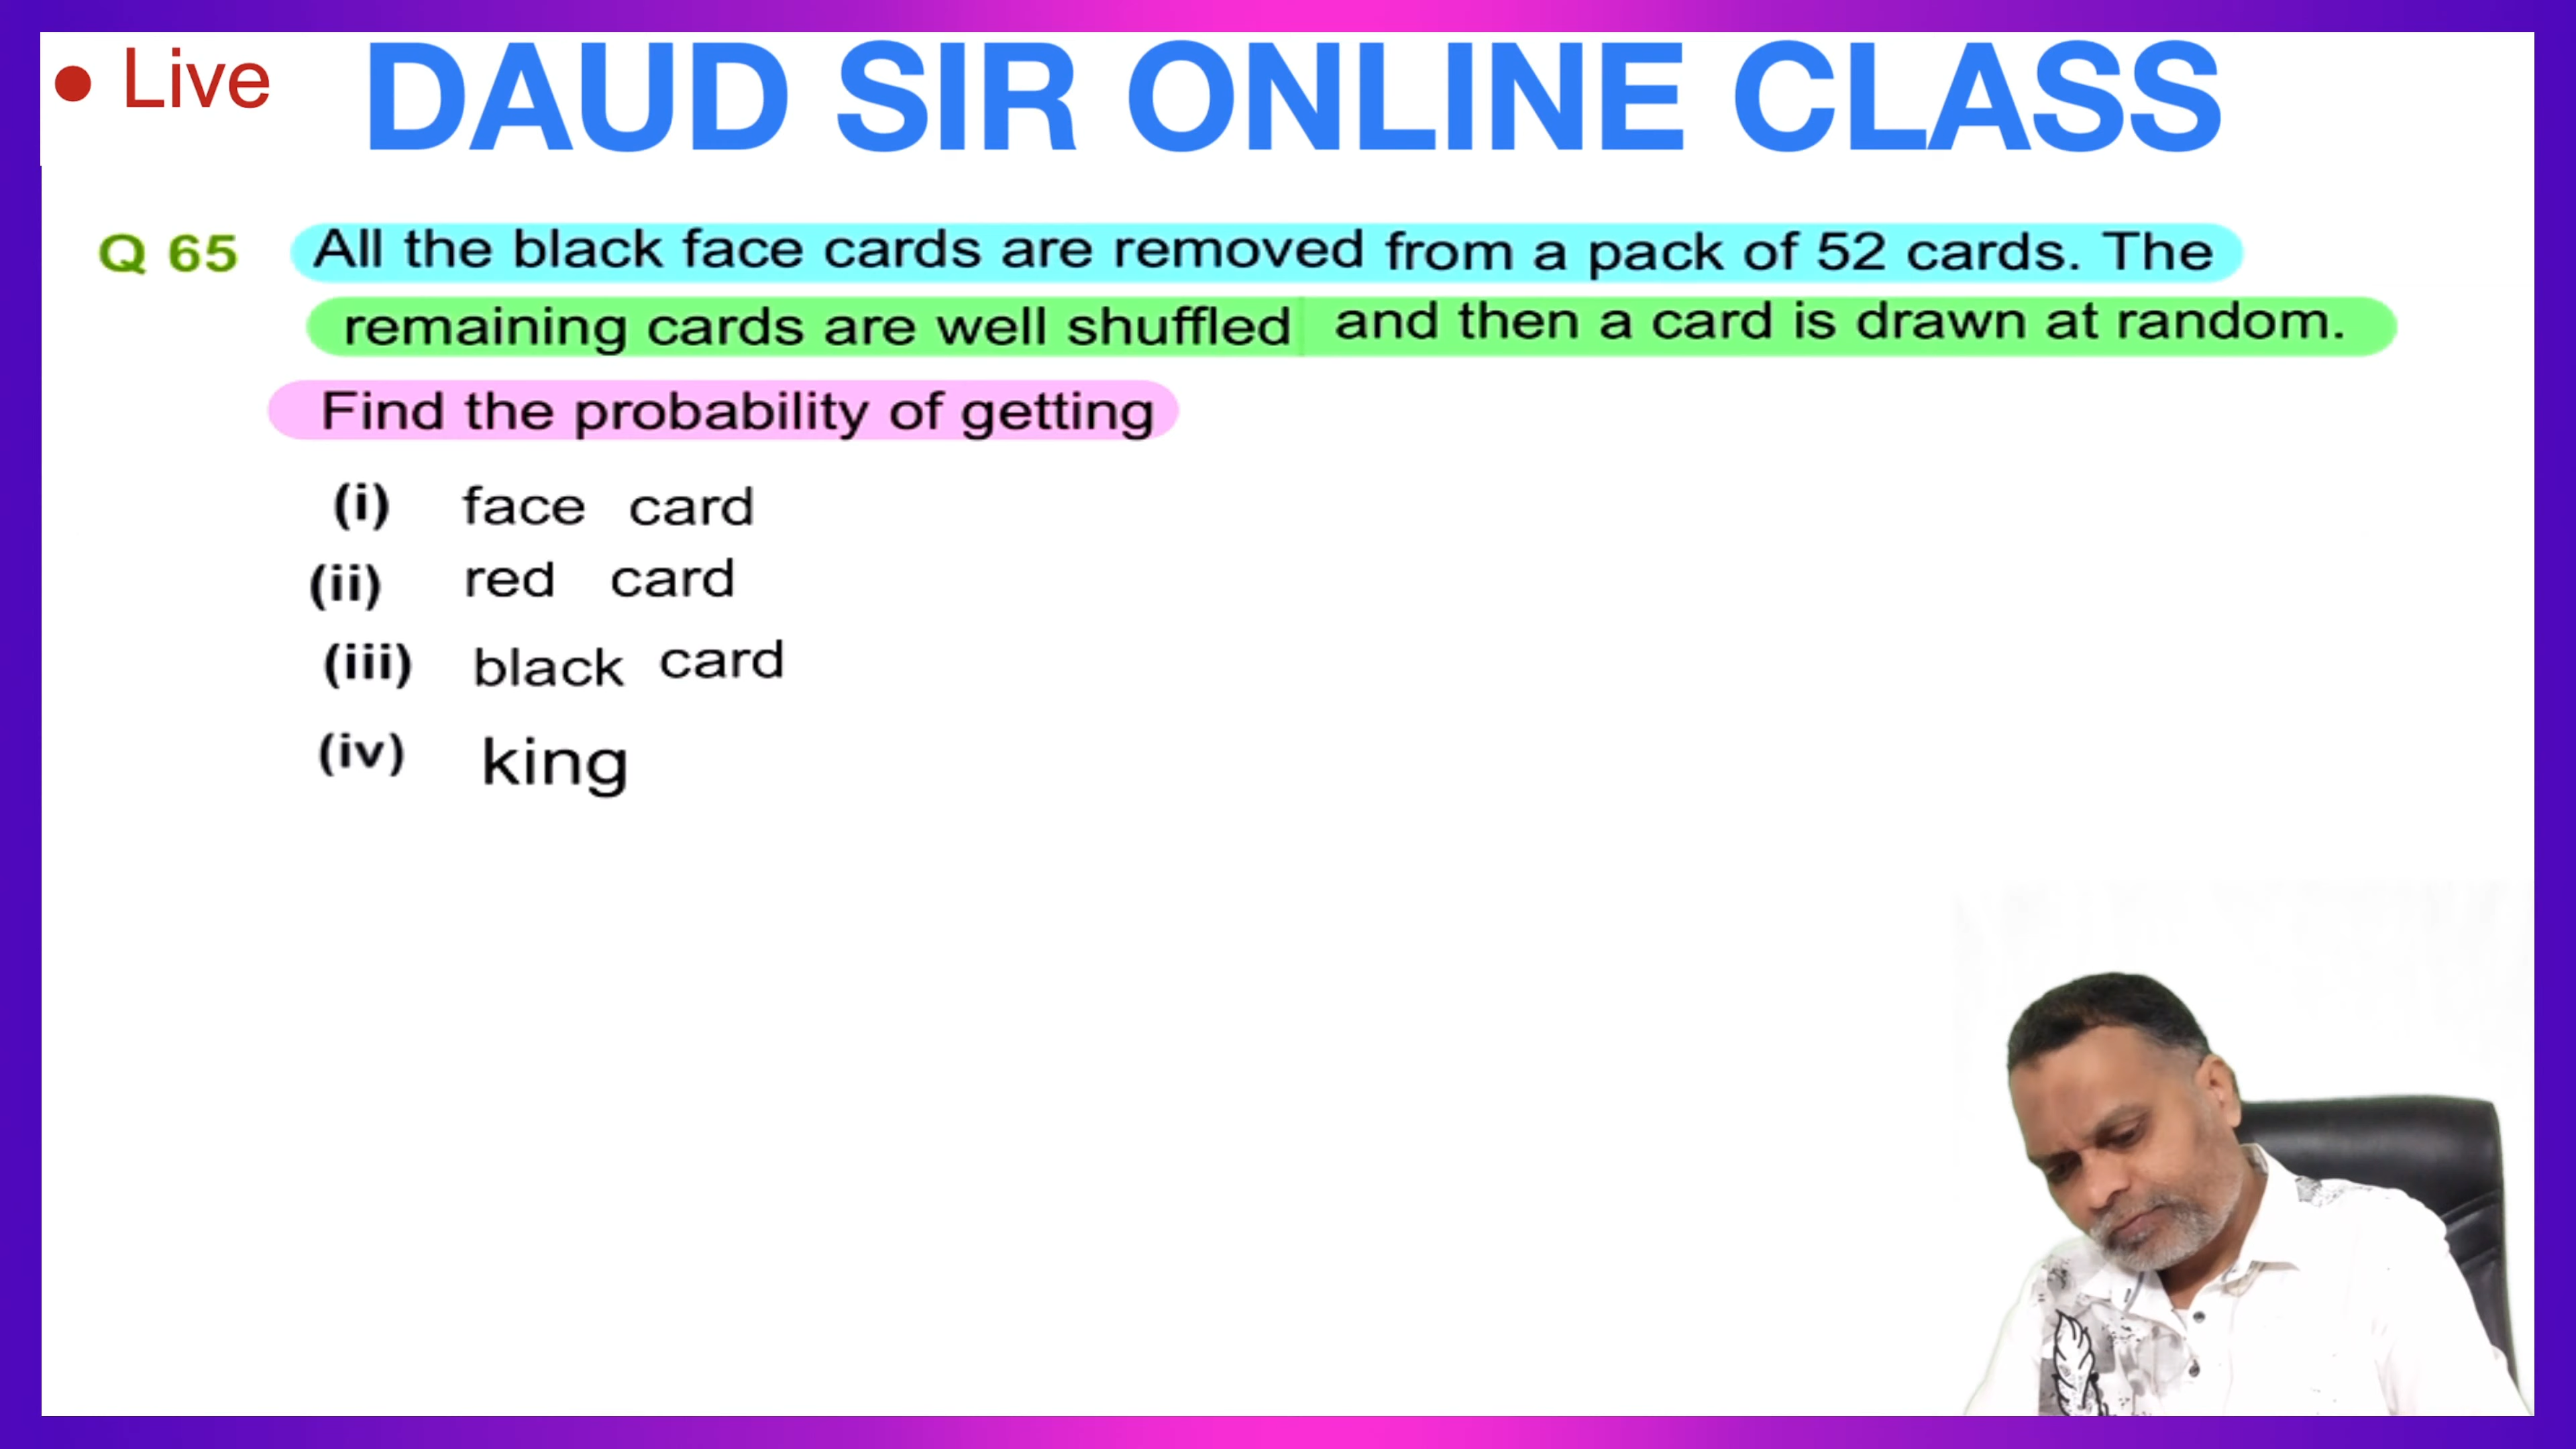 • Live DAUD SIR ONLINE CLASS
Q 65 All the black face cards are removed from a pack of 52 cards. The
remaining cards are well shuffled and then a card is drawn at random.
Find the probability of getting
(i) face card
(ii) red card
(iii) black card
(iv) king